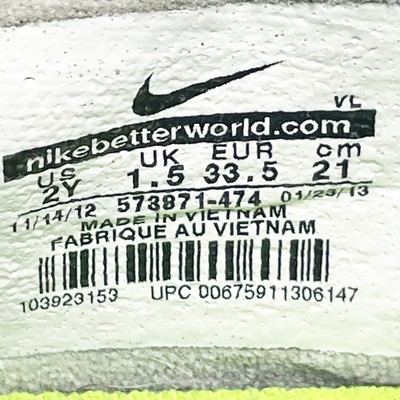 VL
nikebetterworld.com
US UK EUR cm
2Y 1.5 33.5 21
11/14/12 573871-474 01/23/13
MADE IN VIETNAM
FABRIQUE AU VIETNAM
103923153 UPC 00675911306147